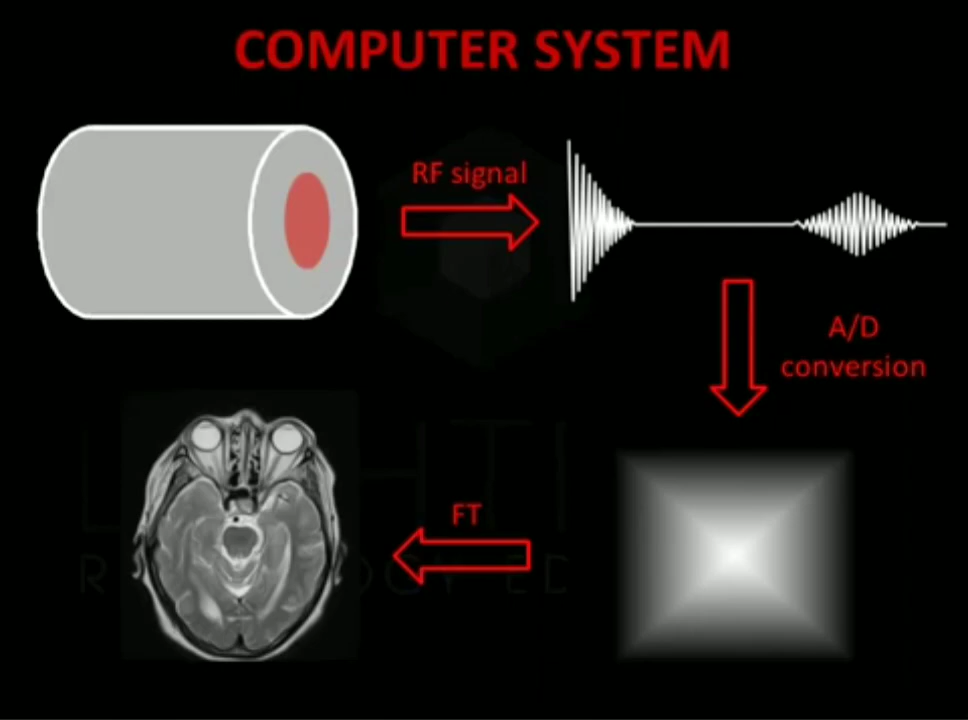 COMPUTER SYSTEM
RF signal
A/D
conversion
FT